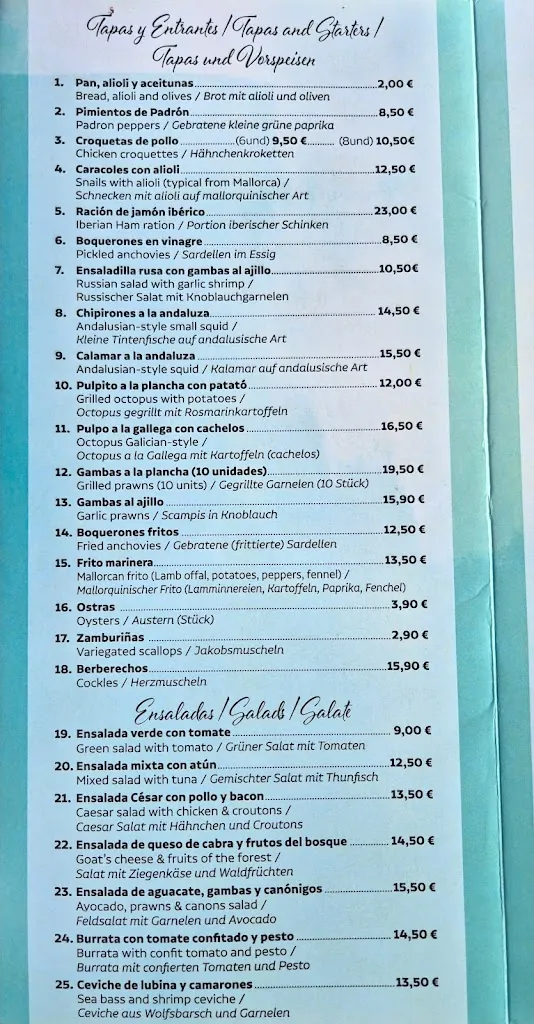 Tapas y Entrantes / Tapas and Starters /
Tapas und Vorspeisen
1. Pan, alioli y aceitunas 2,00 €
Bread, alioli and olives / Brot mit alioli und oliven
2. Pimientos de Padrón 8,50 €
Padron peppers / Gebratene kleine grüne paprika
3. Croquetas de pollo (6und) 9,50 € (8und) 10,50€
Chicken croquettes / Hähnchenkroketten
4. Caracoles con alioli 12,50 €
Snails with alioli (typical from Mallorca) /
Schnecken mit alioli auf mallorquinischer Art
5. Ración de jamón ibérico 23,00 €
Iberian Ham ration / Portion iberischer Schinken
6. Boquerones en vinagre 8,50 €
Pickled anchovies / Sardellen im Essig
7. Ensaladilla rusa con gambas al ajillo 10,50€
Russian salad with garlic shrimp /
Russischer Salat mit Knoblauchgarnelen
8. Chipirones a la andaluza 14,50 €
Andalusian-style small squid /
Kleine Tintenfische auf andalusische Art
9. Calamar a la andaluza 15,50 €
Andalusian-style squid / Kalamar auf andalusische Art
10. Pulpito a la plancha con patató 12,00 €
Grilled octopus with potatoes /
Octopus gegrillt mit Rosmarinkartoffeln
11. Pulpo a la gallega con cachelos 16,50 €
Octopus Galician-style /
Octopus a la Gallega mit Kartoffeln (cachelos)
12. Gambas a la plancha (10 unidades) 19,50 €
Grilled prawns (10 units) / Gegrillte Garnelen (10 Stück)
13. Gambas al ajillo 15,90 €
Garlic prawns / Scampis in Knoblauch
14. Boquerones fritos 12,50 €
Fried anchovies / Gebratene (frittierte) Sardellen
15. Frito marinera 13,50 €
Mallorcan frito (Lamb offal, potatoes, peppers, fennel) /
Mallorquinischer Frito (Lamminnereien, Kartoffeln, Paprika, Fenchel)
16. Ostras 3,90 €
Oysters / Austern (Stück)
17. Zamburiñas 2,90 €
Variegated scallops / Jakobsmuscheln
18. Berberechos 15,90 €
Cockles / Herzmuscheln
Ensaladas / Salads / Salate
19. Ensalada verde con tomate 9,00 €
Green salad with tomato / Grüner Salat mit Tomaten
20. Ensalada mixta con atún 12,50 €
Mixed salad with tuna / Gemischter Salat mit Thunfisch
21. Ensalada César con pollo y bacon 13,50 €
Caesar salad with chicken & croutons /
Caesar Salat mit Hähnchen und Croutons
22. Ensalada de queso de cabra y frutos del bosque 14,50 €
Goat's cheese & fruits of the forest /
Salat mit Ziegenkäse und Waldfrüchten
23. Ensalada de aguacate, gambas y canónigos 15,50 €
Avocado, prawns & canons salad /
Feldsalat mit Garnelen und Avocado
24. Burrata con tomate confitado y pesto 14,50 €
Burrata with confit tomato and pesto /
Burrata mit confierten Tomaten und Pesto
25. Ceviche de lubina y camarones 13,50 €
Sea bass and shrimp ceviche /
Ceviche aus Wolfsbarsch und Garnelen